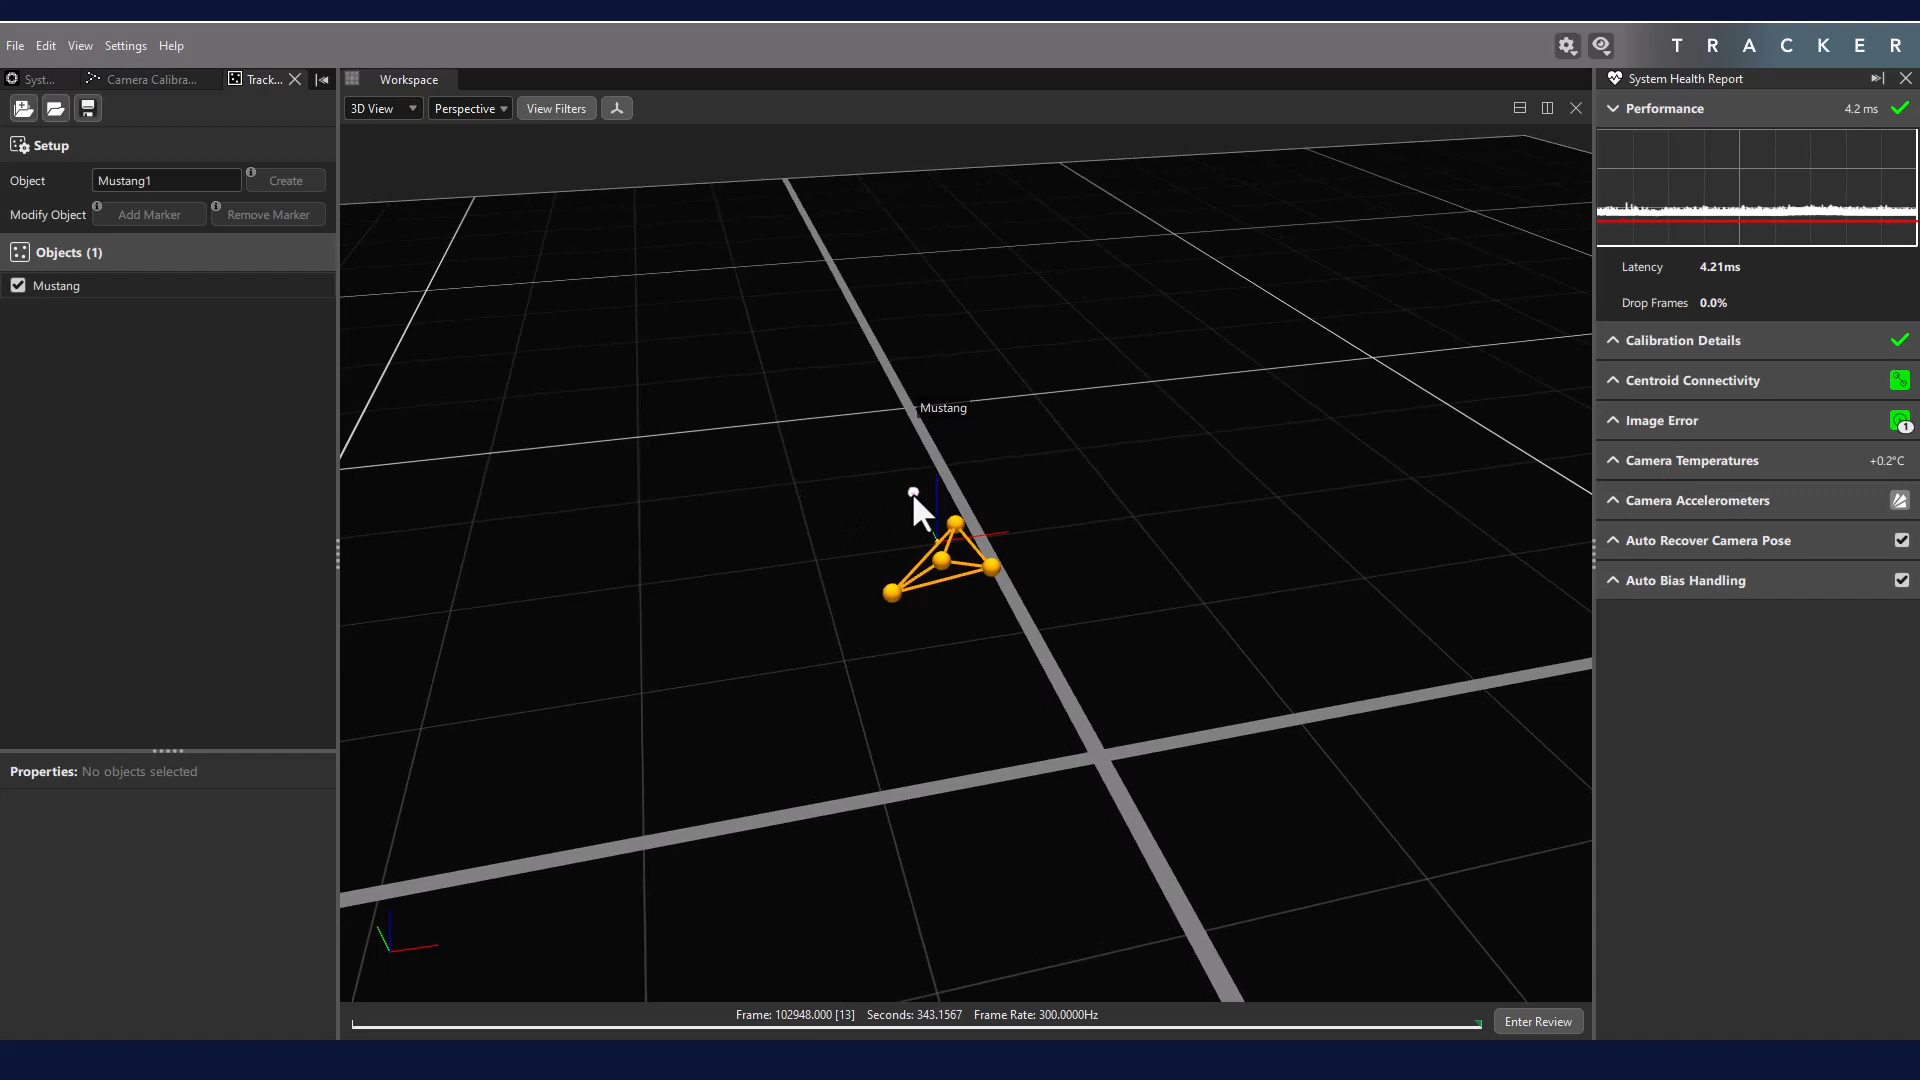 File Edit View Settings Help
TRACKER
Syst... Camera Calibra... Track...
Workspace
System Health Report
3D View Perspective View Filters
Performance 4.2 ms
Setup
Object Mustang1 Create
Modify Object Add Marker Remove Marker
Objects (1)
Mustang
Latency 4.21ms
Drop Frames 0.0%
Calibration Details
Centroid Connectivity
Image Error 1
Camera Temperatures +0.2°C
Camera Accelerometers
Auto Recover Camera Pose
Auto Bias Handling
Mustang
Properties: No objects selected
Frame: 102948.000 [13] Seconds: 343.1567 Frame Rate: 300.0000Hz
Enter Review